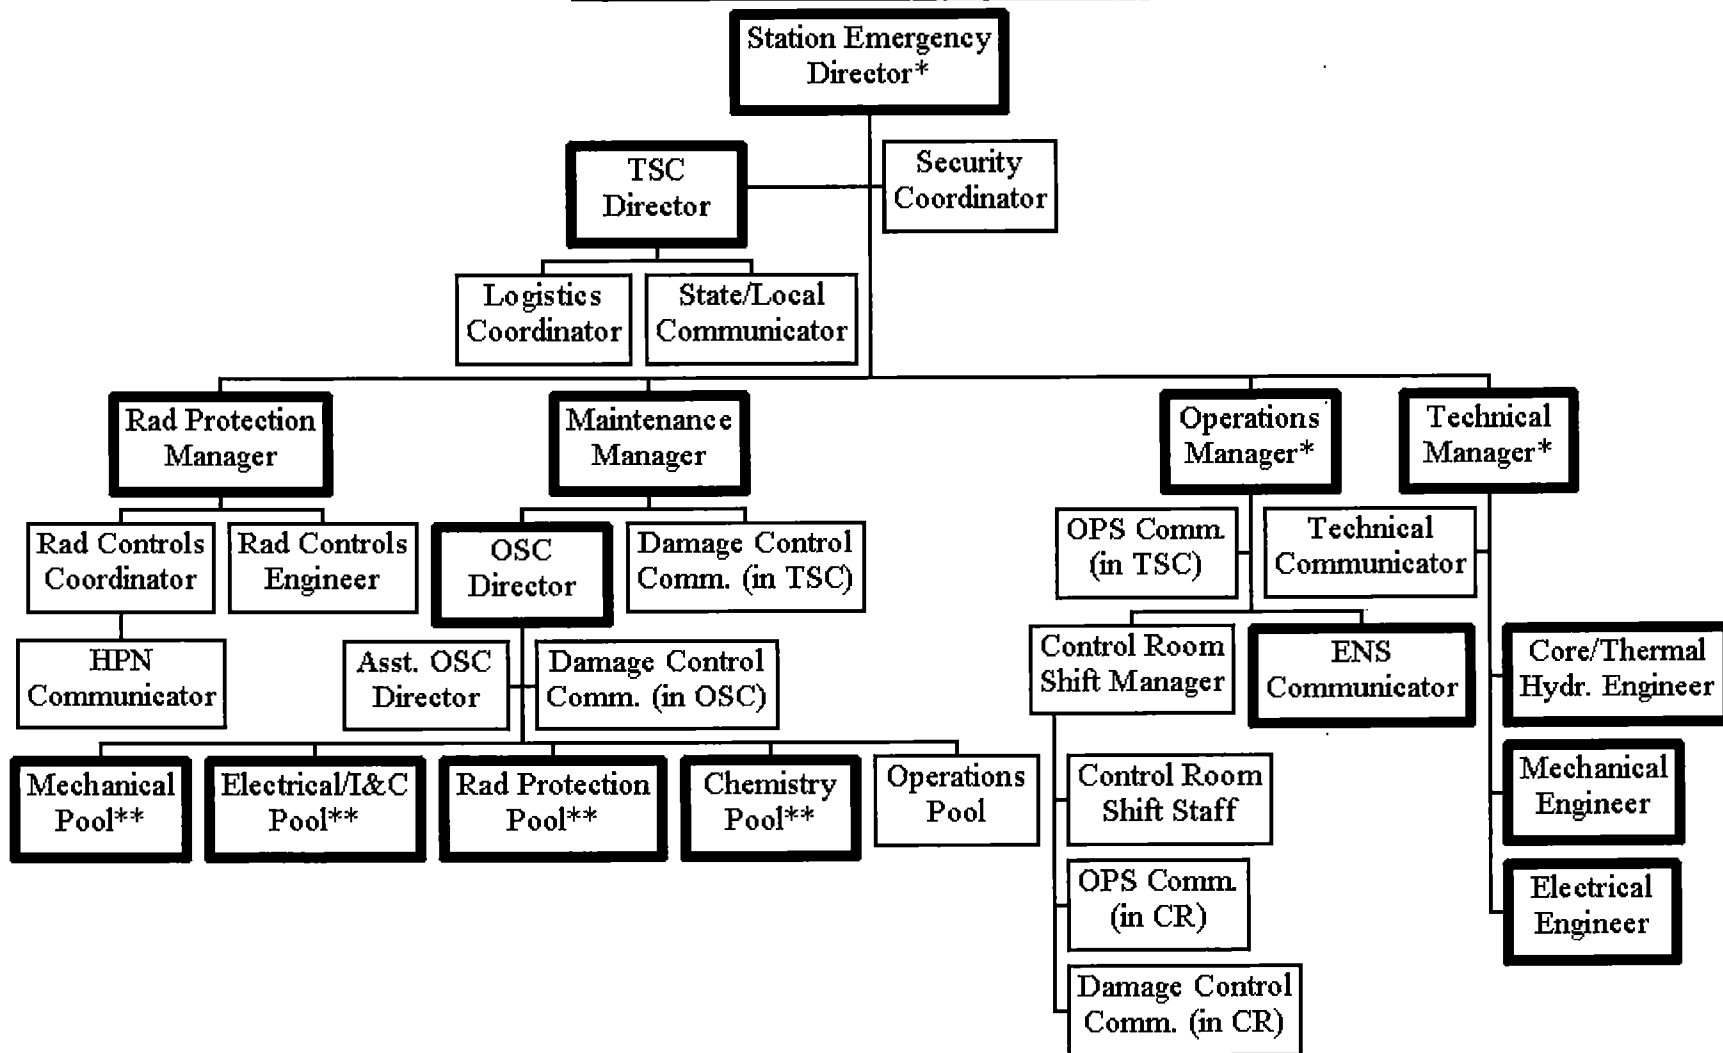 Station Emergency
Director*
TSC
Director
Security
Coordinator
Logistics
Coordinator
State/Local
Communicator
Rad Protection
Manager
Maintenance
Manager
Operations
Manager*
Technical
Manager*
Rad Controls
Coordinator
Rad Controls
Engineer
OSC
Director
Damage Control
Comm. (in TSC)
OPS Comm.
(in TSC)
Technical
Communicator
HPN
Communicator
Asst. OSC
Director
Damage Control
Comm. (in OSC)
Control Room
Shift Manager
ENS
Communicator
Core/Thermal
Hydr. Engineer
Mechanical
Pool**
Electrical/I&C
Pool**
Rad Protection
Pool**
Chemistry
Pool**
Operations
Pool
Control Room
Shift Staff
Mechanical
Engineer
OPS Comm.
(in CR)
Electrical
Engineer
Damage Control
Comm. (in CR)